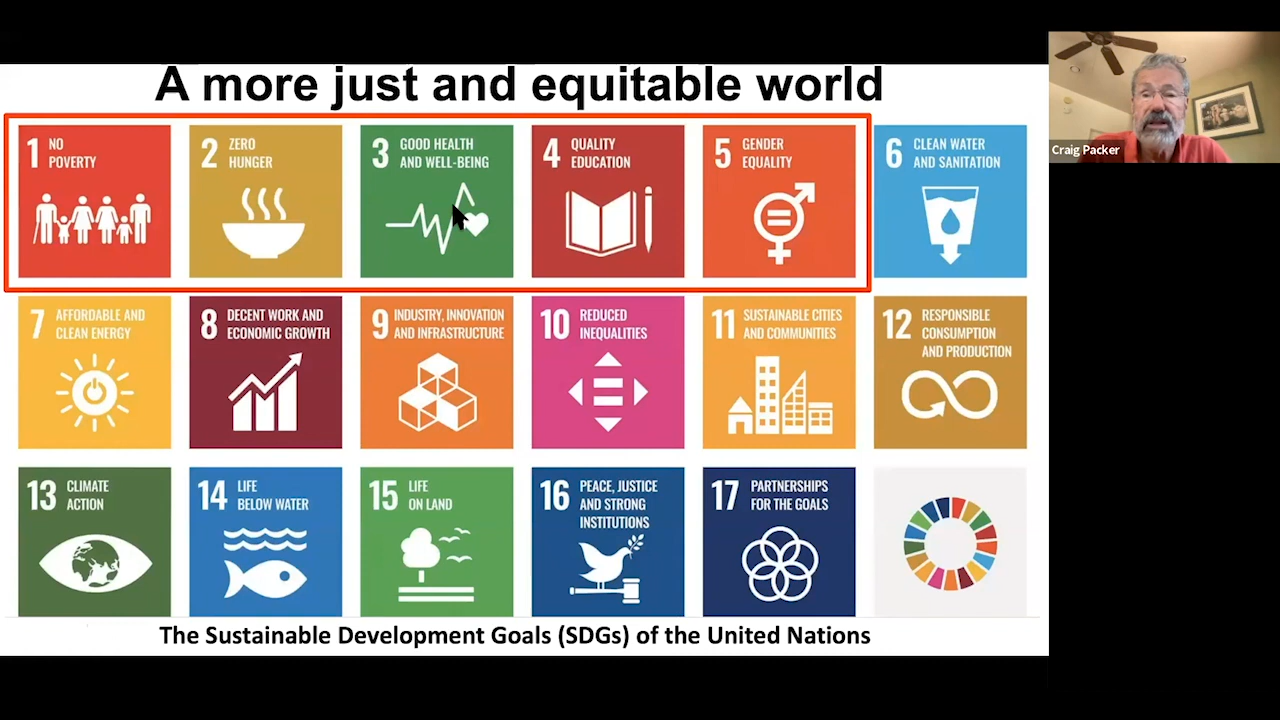 A more just and equitable world
1 NO POVERTY
2 ZERO HUNGER
3 GOOD HEALTH AND WELL-BEING
4 QUALITY EDUCATION
5 GENDER EQUALITY
6 CLEAN WATER AND SANITATION
7 AFFORDABLE AND CLEAN ENERGY
8 DECENT WORK AND ECONOMIC GROWTH
9 INDUSTRY, INNOVATION AND INFRASTRUCTURE
10 REDUCED INEQUALITIES
11 SUSTAINABLE CITIES AND COMMUNITIES
12 RESPONSIBLE CONSUMPTION AND PRODUCTION
13 CLIMATE ACTION
14 LIFE BELOW WATER
15 LIFE ON LAND
16 PEACE, JUSTICE AND STRONG INSTITUTIONS
17 PARTNERSHIPS FOR THE GOALS
The Sustainable Development Goals (SDGs) of the United Nations
Craig Packer